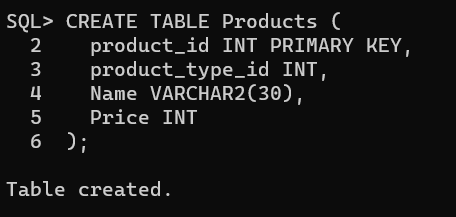 SQL> CREATE TABLE Products (
  2    product_id INT PRIMARY KEY,
  3    product_type_id INT,
  4    Name VARCHAR2(30),
  5    Price INT
  6  );
Table created.